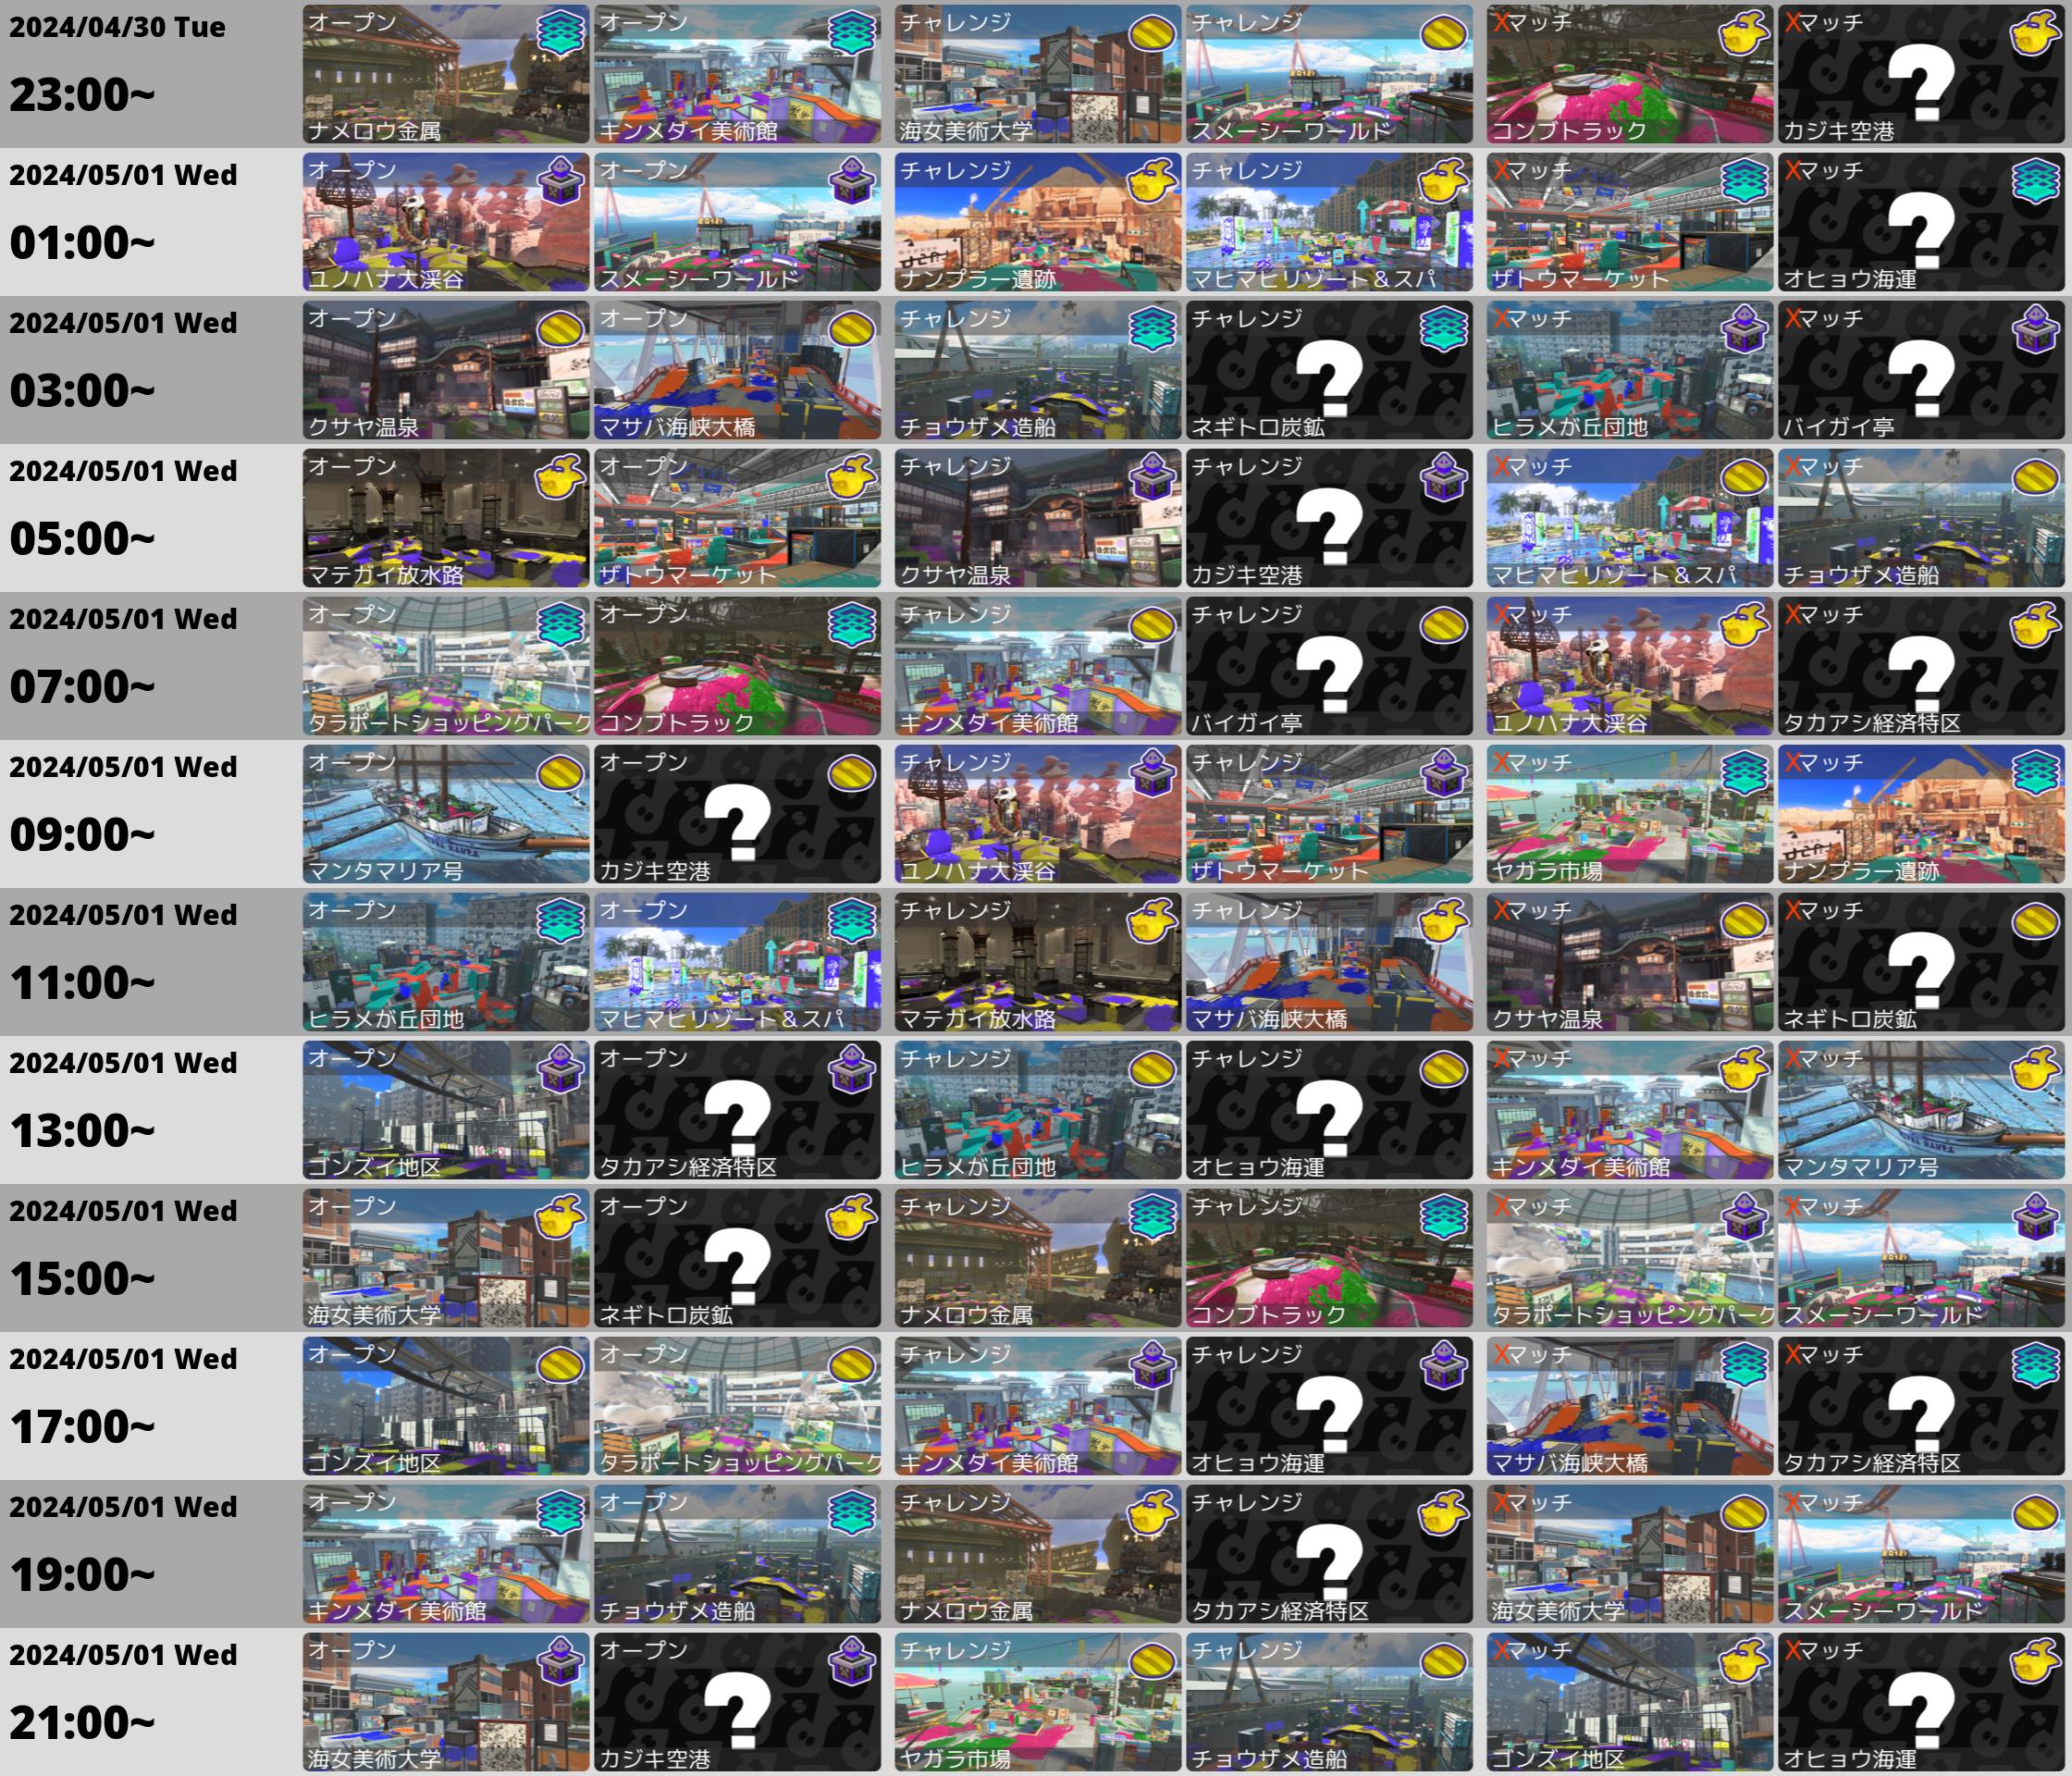 2024/04/30 Tue
23:00~
オープン オープン チャレンジ チャレンジ Xマッチ Xマッチ
ナメロウ金属 キンメダイ美術館 海女美術大学 スメーシーワールド コンブトラック カジキ空港
2024/05/01 Wed
01:00~
オープン オープン チャレンジ チャレンジ Xマッチ Xマッチ
ユノハナ大渓谷 スメーシーワールド ナンプラー遺跡 マヒマヒリゾート&スパ ザトウマーケット オヒョウ海運
2024/05/01 Wed
03:00~
オープン オープン チャレンジ チャレンジ Xマッチ Xマッチ
クサヤ温泉 マサバ海峡大橋 チョウザメ造船 ネギトロ炭鉱 ヒラメが丘団地 バイガイ亭
2024/05/01 Wed
05:00~
オープン オープン チャレンジ チャレンジ Xマッチ Xマッチ
マテガイ放水路 ザトウマーケット クサヤ温泉 カジキ空港 マヒマヒリゾート&スパ チョウザメ造船
2024/05/01 Wed
07:00~
オープン オープン チャレンジ チャレンジ Xマッチ Xマッチ
タラポートショッピングパーク コンブトラック キンメダイ美術館 バイガイ亭 ユノハナ大渓谷 タカアシ経済特区
2024/05/01 Wed
09:00~
オープン オープン チャレンジ チャレンジ Xマッチ Xマッチ
マンタマリア号 カジキ空港 ユノハナ大渓谷 ザトウマーケット ヤガラ市場 ナンプラー遺跡
2024/05/01 Wed
11:00~
オープン オープン チャレンジ チャレンジ Xマッチ Xマッチ
ヒラメが丘団地 マヒマヒリゾート&スパ マテガイ放水路 マサバ海峡大橋 クサヤ温泉 ネギトロ炭鉱
2024/05/01 Wed
13:00~
オープン オープン チャレンジ チャレンジ Xマッチ Xマッチ
ゴンズイ地区 タカアシ経済特区 ヒラメが丘団地 オヒョウ海運 キンメダイ美術館 マンタマリア号
2024/05/01 Wed
15:00~
オープン オープン チャレンジ チャレンジ Xマッチ Xマッチ
海女美術大学 ネギトロ炭鉱 ナメロウ金属 コンブトラック タラポートショッピングパーク スメーシーワールド
2024/05/01 Wed
17:00~
オープン オープン チャレンジ チャレンジ Xマッチ Xマッチ
ゴンズイ地区 タラポートショッピングパーク キンメダイ美術館 オヒョウ海運 マサバ海峡大橋 タカアシ経済特区
2024/05/01 Wed
19:00~
オープン オープン チャレンジ チャレンジ Xマッチ Xマッチ
キンメダイ美術館 チョウザメ造船 ナメロウ金属 タカアシ経済特区 海女美術大学 スメーシーワールド
2024/05/01 Wed
21:00~
オープン オープン チャレンジ チャレンジ Xマッチ Xマッチ
海女美術大学 カジキ空港 ヤガラ市場 チョウザメ造船 ゴンズイ地区 オヒョウ海運